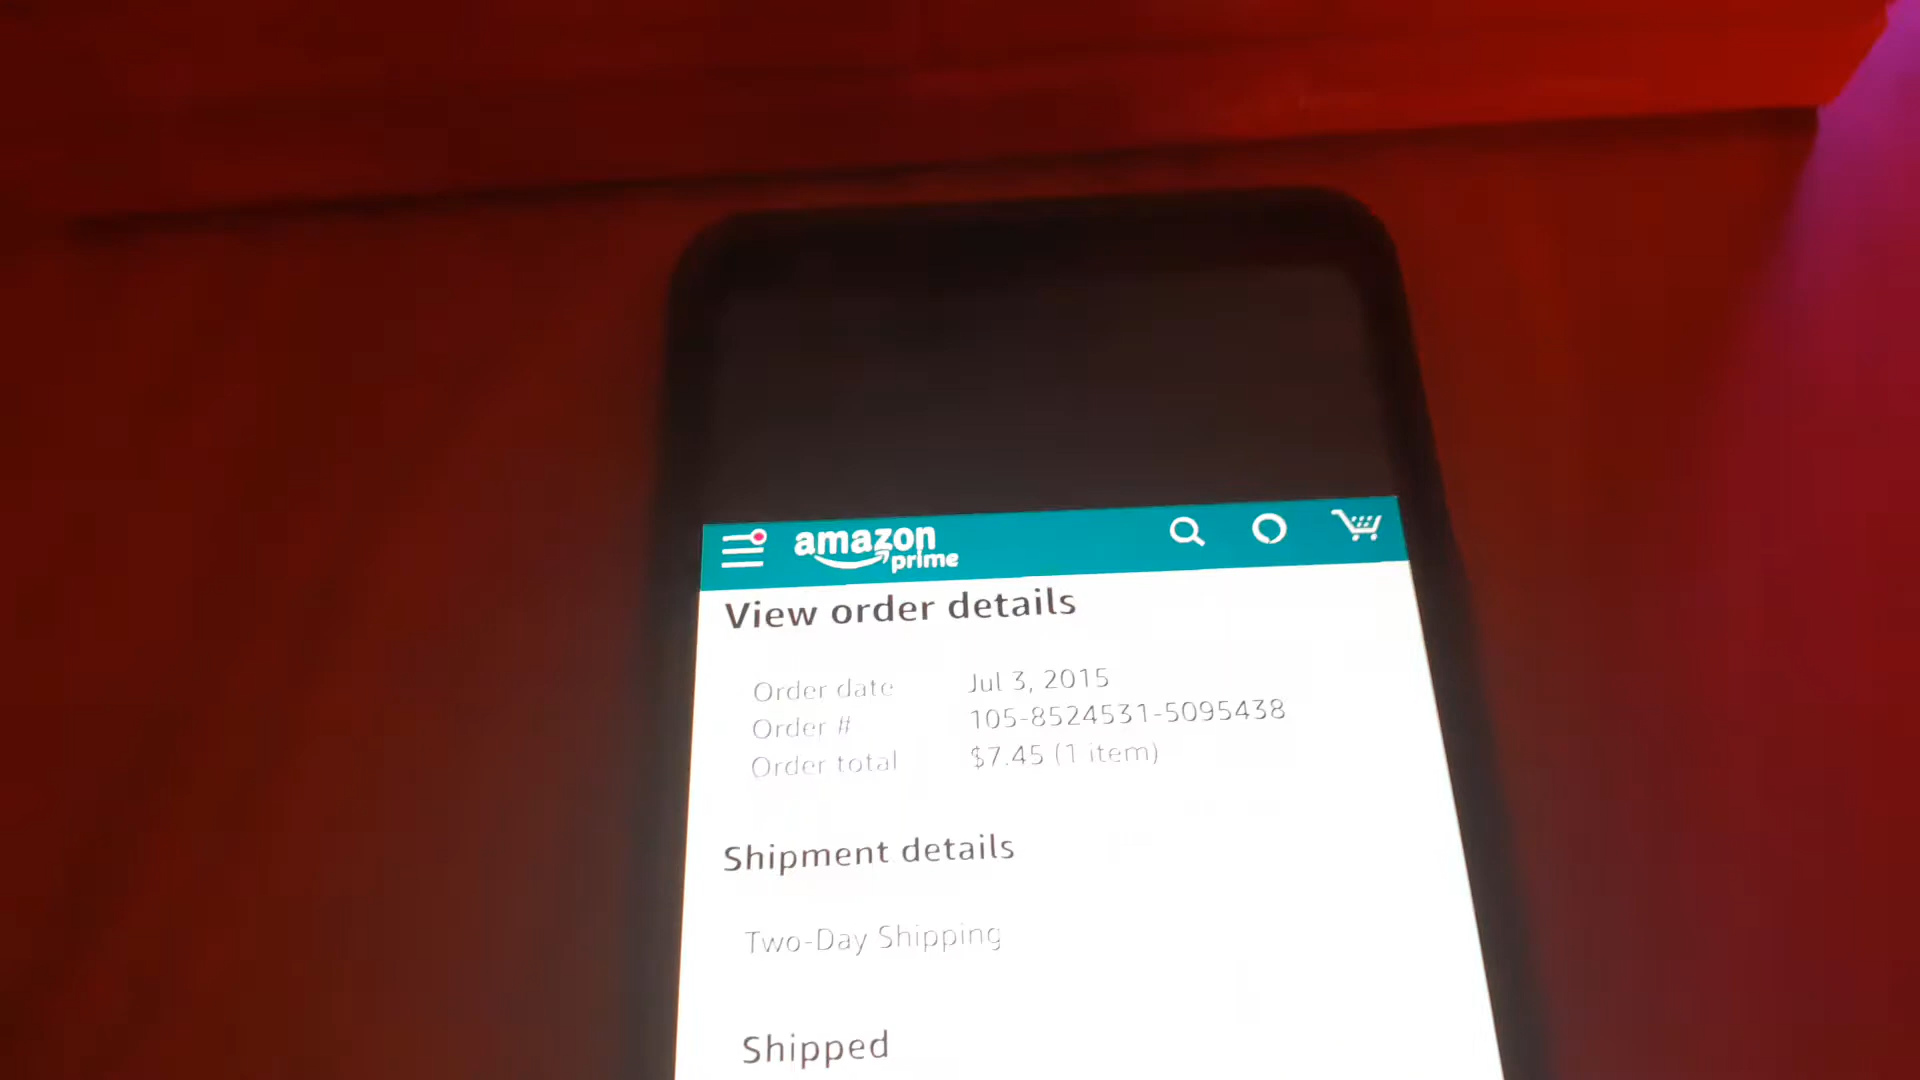 amazon
prime
View order details
Order date Jul 3, 2015
Order # 105-8524531-5095438
Order total $7.45 (1 item)
Shipment details
Two-Day Shipping
Shipped